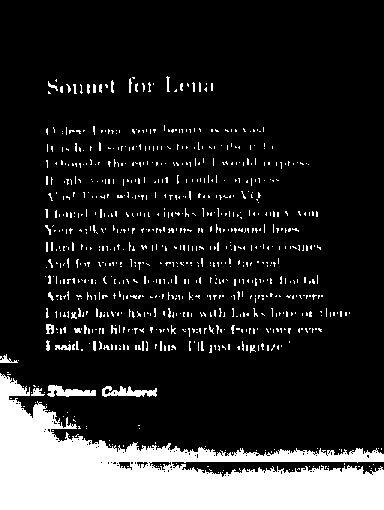 Sonnet for Lena
O dear Lena, your beauty is so vast
It is hard sometimes to describe it fast.
I thought the entire world I would impress
If only your portrait I could compress.
Alas! First when I tried to use VQ
I found that your cheeks belong to only you.
Your silky hair contains a thousand lines
Hard to match with sums of discrete cosines.
And for your lips, sensual and tactual
Thirteen Crays found not the proper fractal.
And while these setbacks are all quite severe
I might have fixed them with hacks here or there
But when filters took sparkle from your eyes
I said, 'Damn all this. I'll just digitize.'
Thomas Colthurst